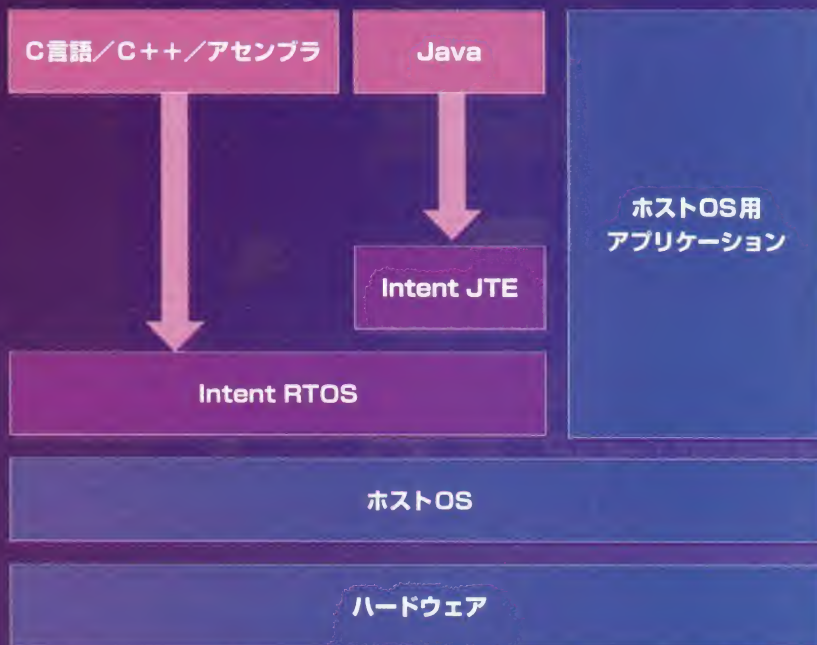 C言語／C＋＋／アセンブラ
Java
ホストOS用
アプリケーション
Intent JTE
Intent RTOS
ホストOS
ハードウェア